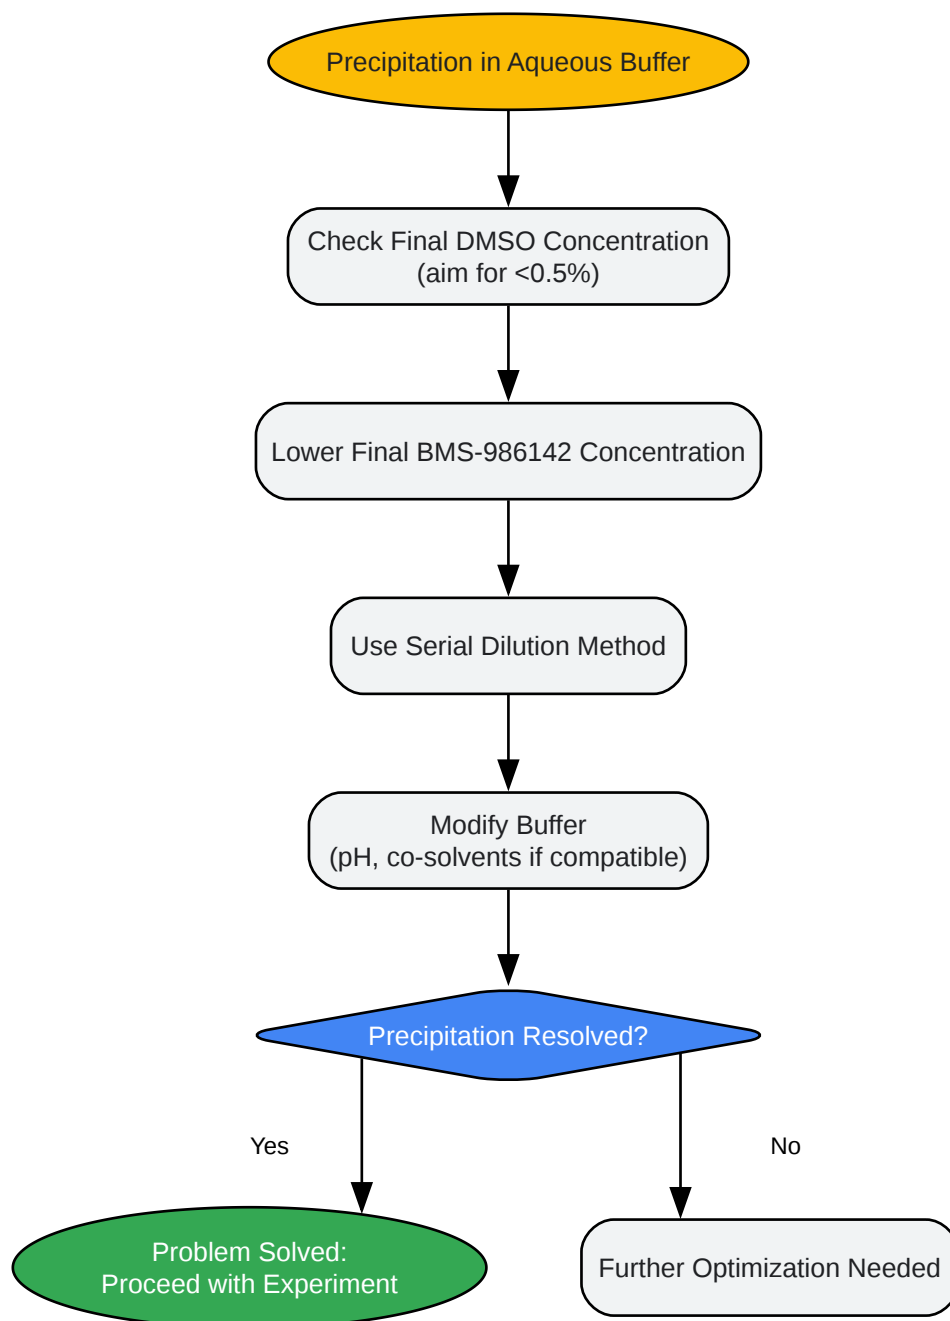 Precipitation in Aqueous Buffer
Check Final DMSO Concentration
(aim for <0.5%)
Lower Final BMS-986142 Concentration
Use Serial Dilution Method
Modify Buffer
(pH, co-solvents if compatible)
Precipitation Resolved?
Yes
No
Problem Solved:
Proceed with Experiment
Further Optimization Needed